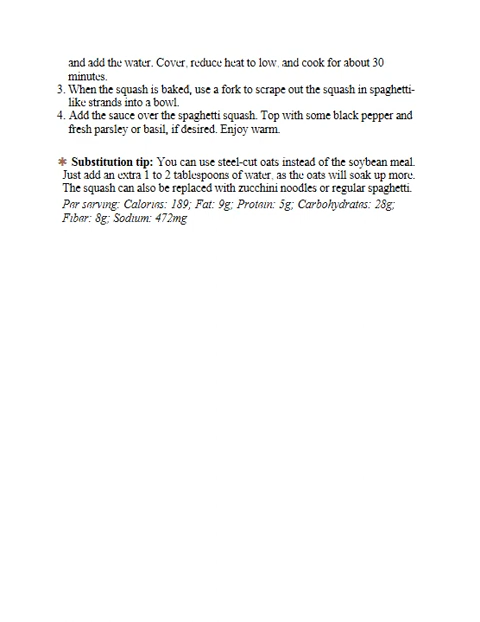 and add the water. Cover, reduce heat to low, and cook for about 30
minutes.
3. When the squash is baked, use a fork to scrape out the squash in spaghetti-
like strands into a bowl.
4. Add the sauce over the spaghetti squash. Top with some black pepper and
fresh parsley or basil, if desired. Enjoy warm.
✱ Substitution tip: You can use steel-cut oats instead of the soybean meal.
Just add an extra 1 to 2 tablespoons of water, as the oats will soak up more.
The squash can also be replaced with zucchini noodles or regular spaghetti.
Per serving: Calories: 189; Fat: 9g; Protein: 5g; Carbohydrates: 28g;
Fiber: 8g; Sodium: 472mg